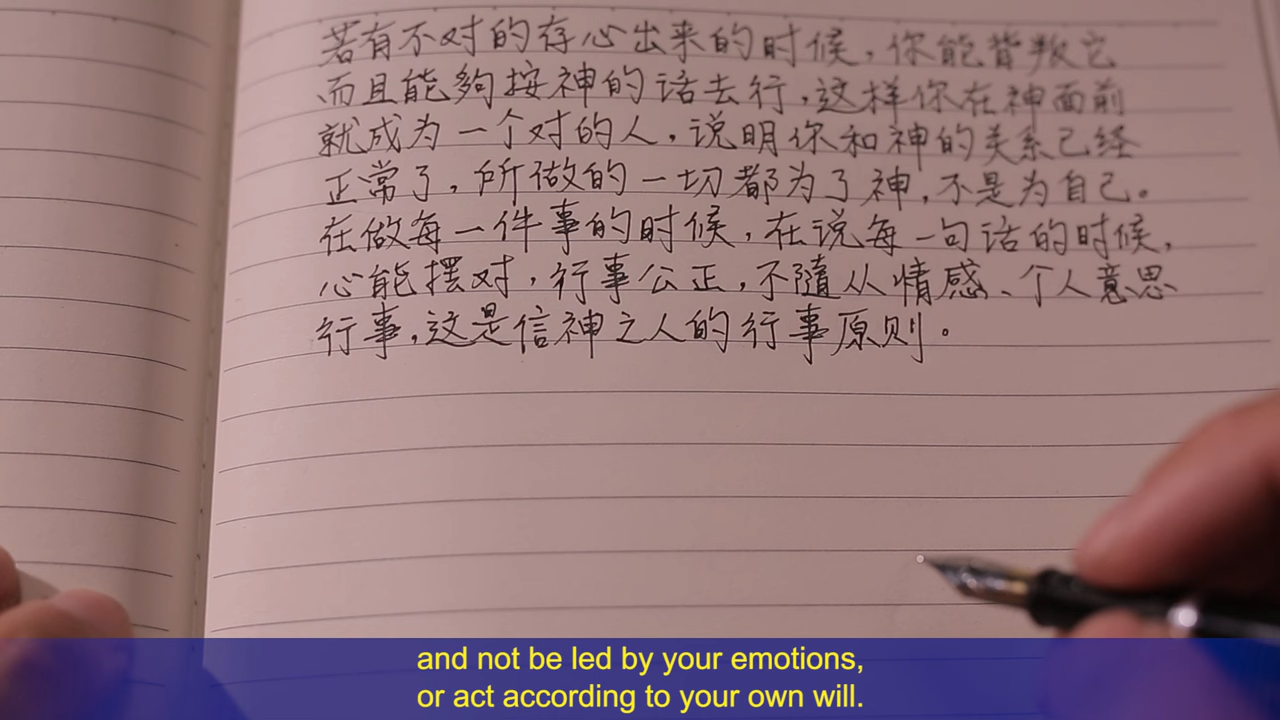 若有不对的存心出来的时候，你能背叛它
而且能够按神的话去行，这样你在神面前
就成为一个对的人，说明你和神的关系已经
正常了，所做的一切都为了神，不是为自己。
在做每一件事的时候，在说每一句话的时候，
心能摆对，行事公正，不随从情感、个人意思
行事，这是信神之人的行事原则。
and not be led by your emotions,
or act according to your own will.